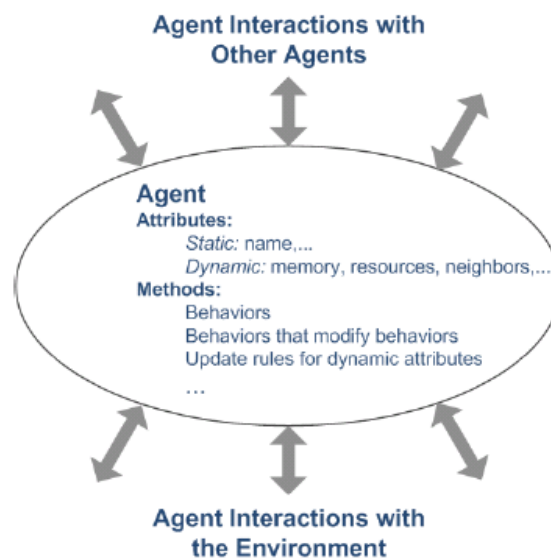 Agent Interactions with
Other Agents
Agent
Attributes:
Static: name,...
Dynamic: memory, resources, neighbors,...
Methods:
Behaviors
Behaviors that modify behaviors
Update rules for dynamic attributes
...
Agent Interactions with
the Environment